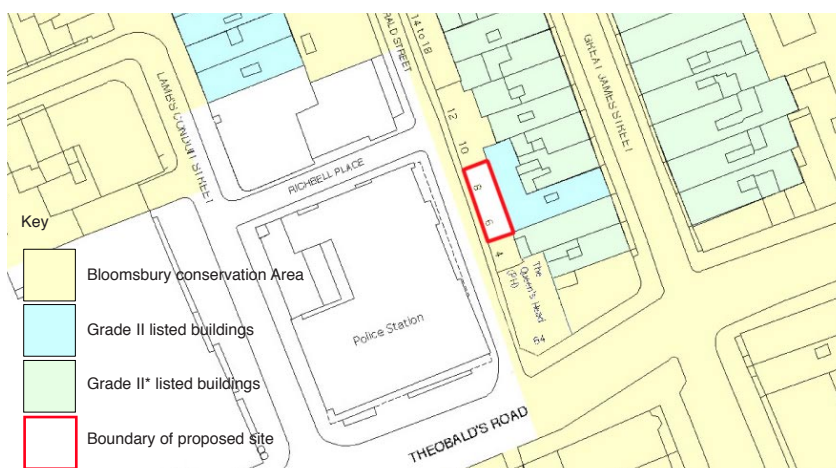 14 to 18
ALD STREET
GREAT JAMES STREET
LAMB'S CONDUIT STREET
12
10
RICHBELL PLACE
8
6
4
Key
Bloomsbury conservation Area
The
Queen's Head
(PH)
64
Grade II listed buildings
Police Station
Grade II* listed buildings
Boundary of proposed site
THEOBALD'S ROAD